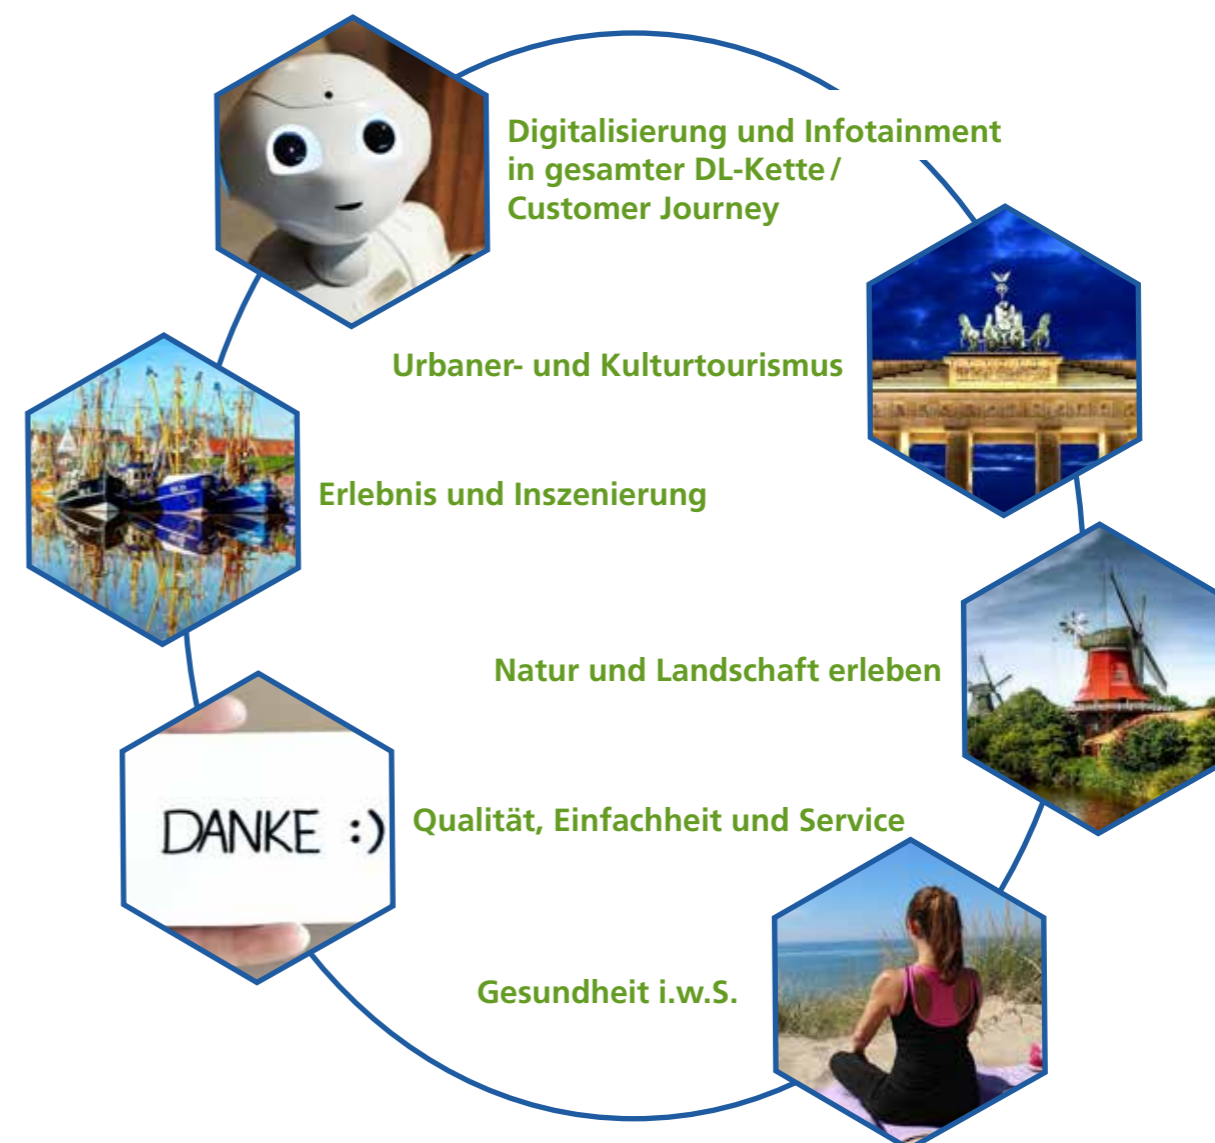 Digitalisierung und Infotainment
in gesamter DL-Kette /
Customer Journey
Urbaner- und Kulturtourismus
Erlebnis und Inszenierung
Natur und Landschaft erleben
DANKE :)
Qualität, Einfachheit und Service
Gesundheit i.w.S.